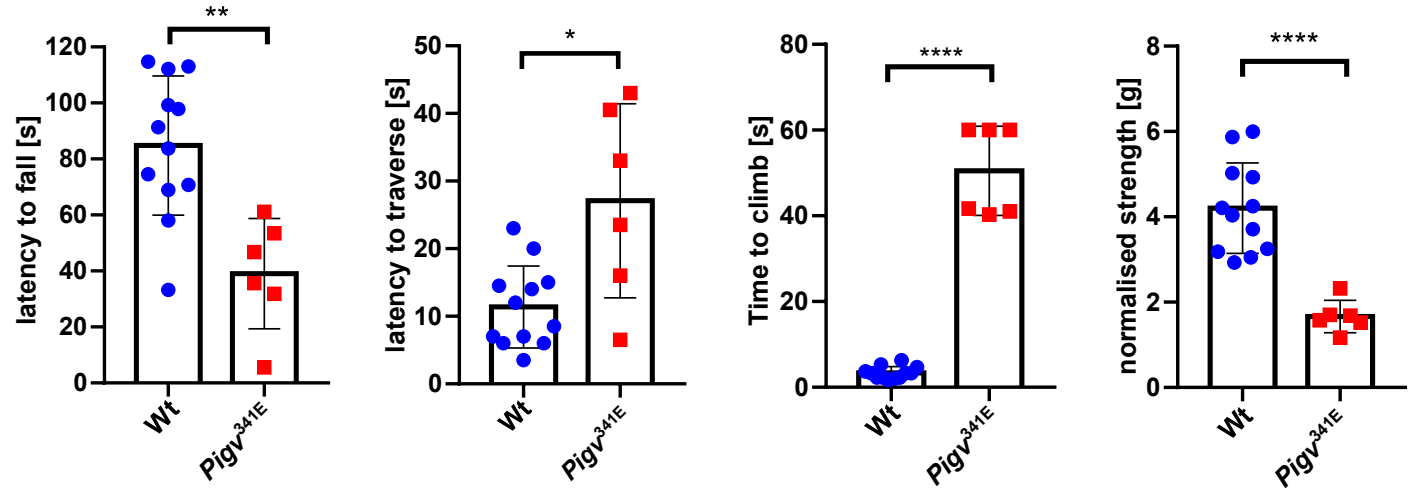 **
latency to fall [s]
120
100
80
60
40
20
0
Wt
Pigv³⁴¹ᴱ
*
latency to traverse [s]
50
40
30
20
10
0
Wt
Pigv³⁴¹ᴱ
****
Time to climb [s]
80
60
40
20
0
Wt
Pigv³⁴¹ᴱ
****
normalised strength [g]
8
6
4
2
0
Wt
Pigv³⁴¹ᴱ